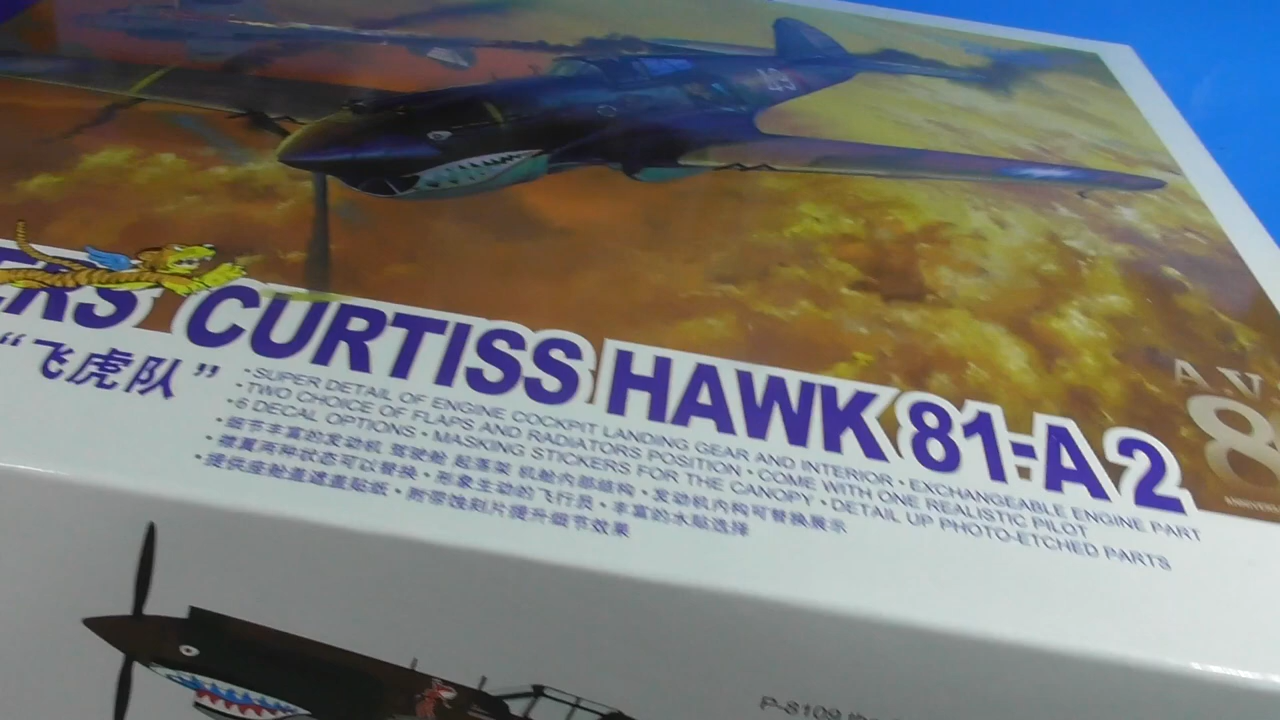 ERS CURTISS HAWK 81-A2
“飞虎队”
·SUPER DETAIL OF ENGINE COCKPIT LANDING GEAR AND INTERIOR·EXCHANGEABLE ENGINE PART
·TWO CHOICE OF FLAPS AND RADIATORS POSITION·COME WITH ONE REALISTIC PILOT
·6 DECAL OPTIONS·MASKING STICKERS FOR THE CANOPY·DETAIL UP PHOTO-ETCHED PARTS
·细节丰富的发动机 驾驶舱 起落架 机舱内部结构·发动机内构可替换展示
·襟翼两种状态可以替换·形象生动的飞行员·丰富的水贴选择
·提供座舱盖遮盖贴纸·附带蚀刻片提升细节效果
AV
8
P-8109